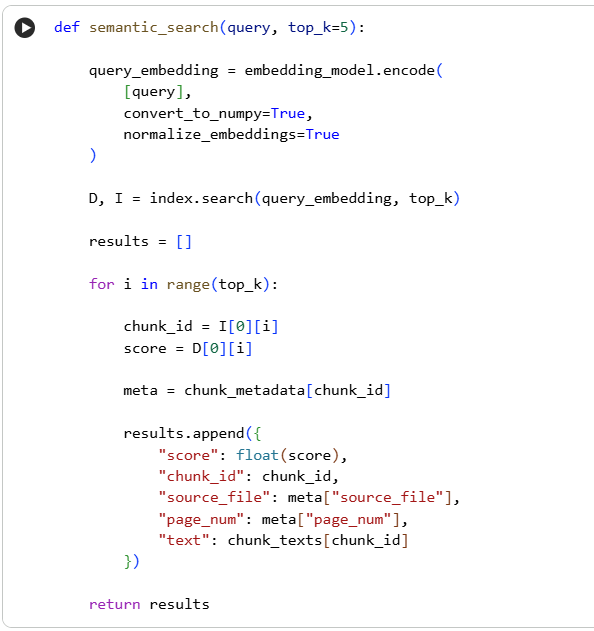 def semantic_search(query, top_k=5):
query_embedding = embedding_model.encode(
[query],
convert_to_numpy=True,
normalize_embeddings=True
)
D, I = index.search(query_embedding, top_k)
results = []
for i in range(top_k):
chunk_id = I[0][i]
score = D[0][i]
meta = chunk_metadata[chunk_id]
results.append({
"score": float(score),
"chunk_id": chunk_id,
"source_file": meta["source_file"],
"page_num": meta["page_num"],
"text": chunk_texts[chunk_id]
})
return results